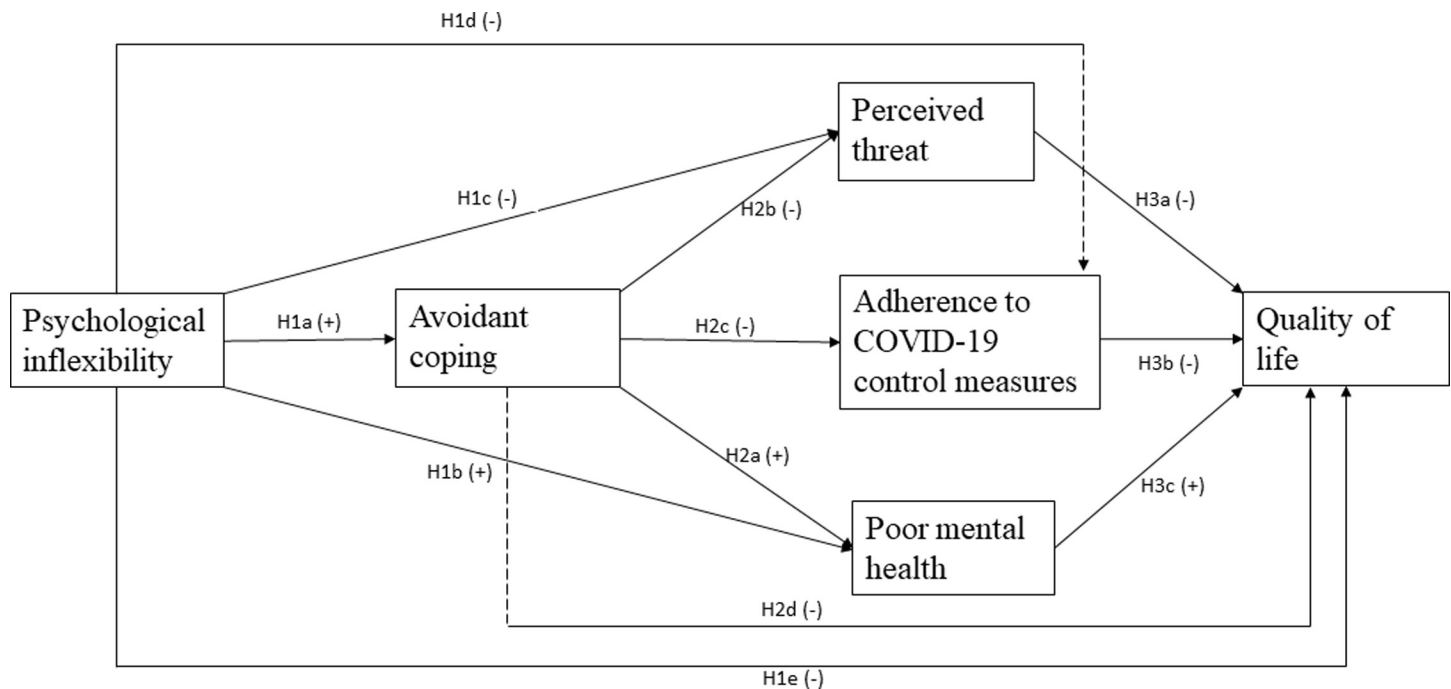 H1d (-)
Perceived
threat
H1c (-)
H2b (-)
H3a (-)
Psychological
inflexibility
H1a (+)
Avoidant
coping
H2c (-)
Adherence to
COVID-19
control measures
H3b (-)
Quality of
life
H1b (+)
H2a (+)
H3c (+)
Poor mental
health
H2d (-)
H1e (-)